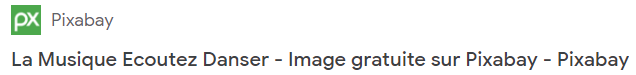 px Pixabay
La Musique Ecoutez Danser - Image gratuite sur Pixabay - Pixabay